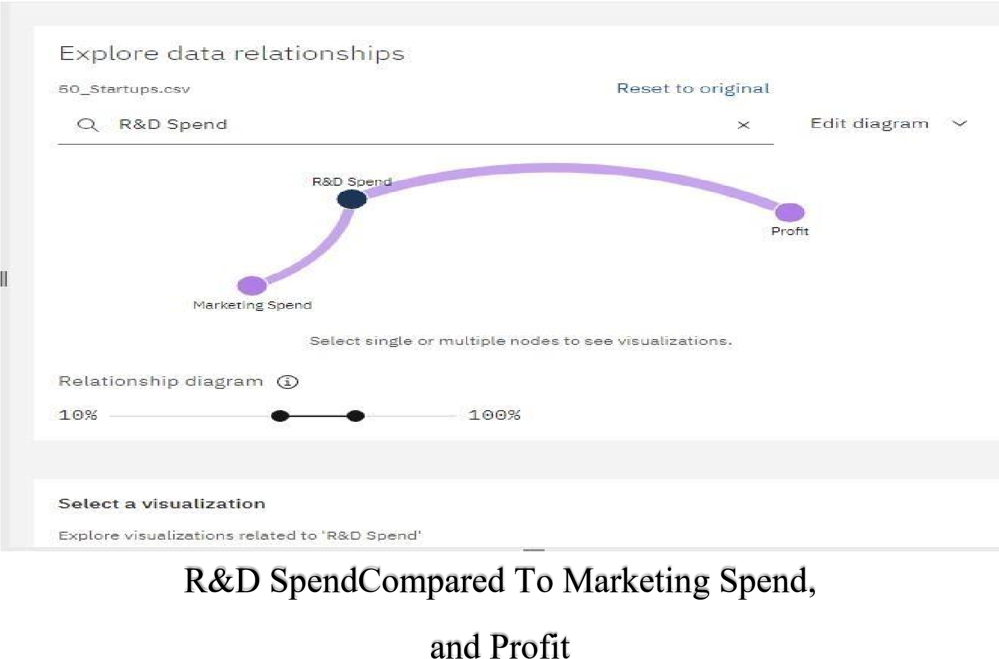 Explore data relationships
50_Startups.csv
Reset to original
R&D Spend
Edit diagram
R&D Spend
Profit
Marketing Spend
Select single or multiple nodes to see visualizations.
Relationship diagram
10%
100%
Select a visualization
Explore visualizations related to 'R&D Spend'
R&D SpendCompared To Marketing Spend,
and Profit